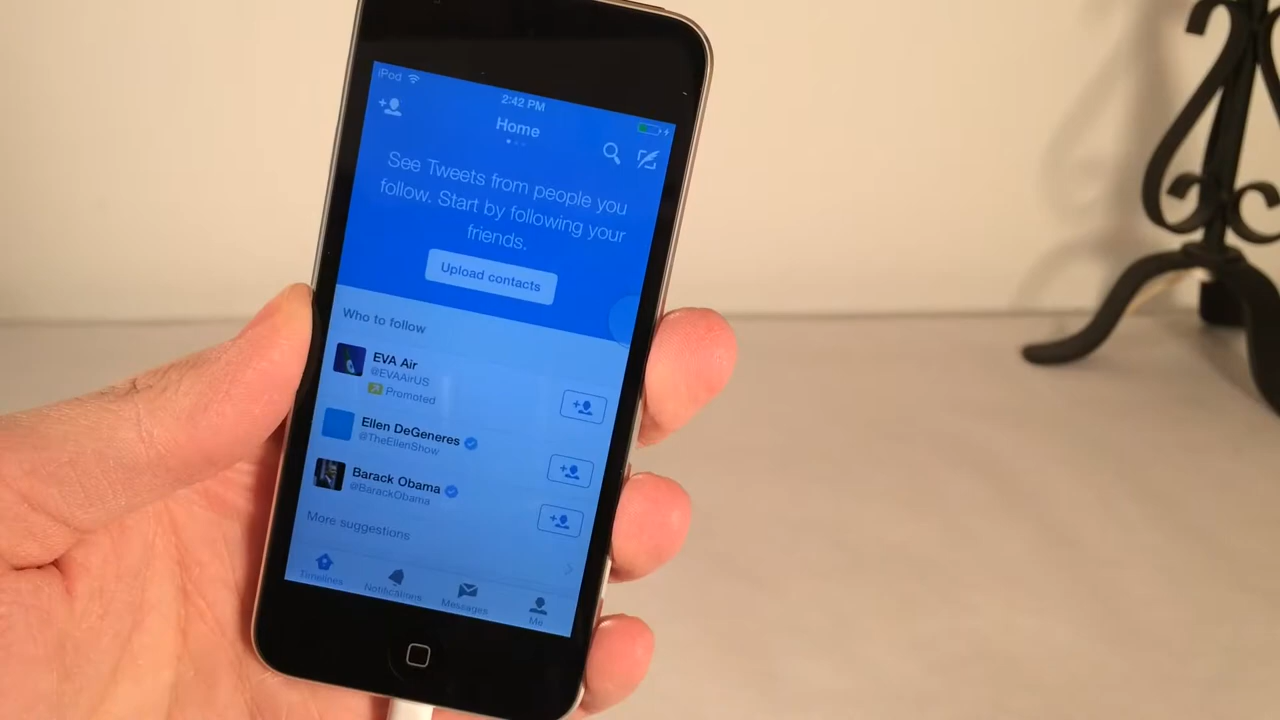 iPod
2:42 PM
Home
See Tweets from people you
follow. Start by following your
friends.
Upload contacts
Who to follow
EVA Air
@EVAAirUS
Promoted
Ellen DeGeneres
@TheEllenShow
Barack Obama
@BarackObama
More suggestions
Timelines
Notifications
Messages
Me